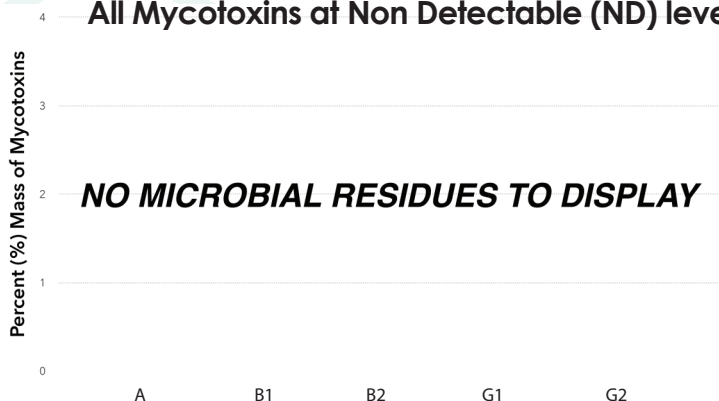 All Mycotoxins at Non Detectable (ND) leve
4
3
2
1
0
Percent (%) Mass of Mycotoxins
NO MICROBIAL RESIDUES TO DISPLAY
A B1 B2 G1 G2